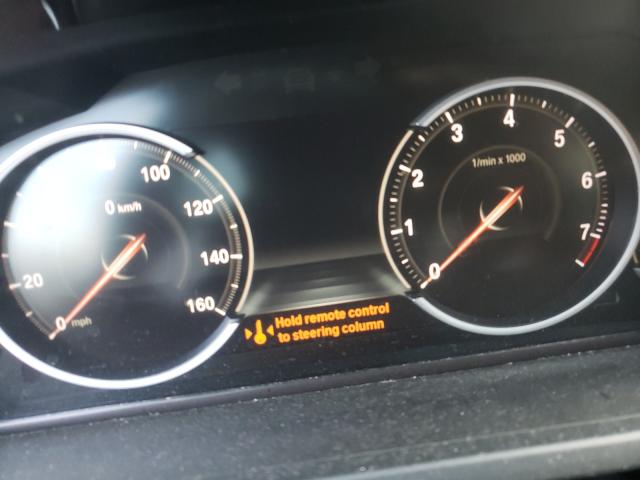 100
120
140
160
0 km/h
20
0 mph
Hold remote control
to steering column
1/min x 1000
0
1
2
3
4
5
6
7